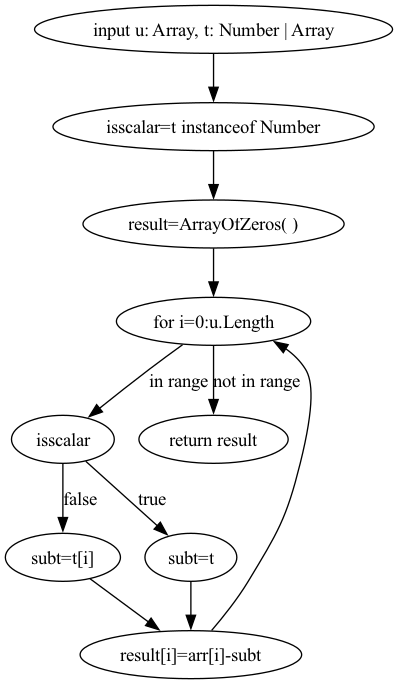 input u: Array, t: Number | Array
isscalar=t instanceof Number
result=ArrayOfZeros( )
for i=0:u.Length
in range
not in range
isscalar
return result
false
true
subt=t[i]
subt=t
result[i]=arr[i]-subt